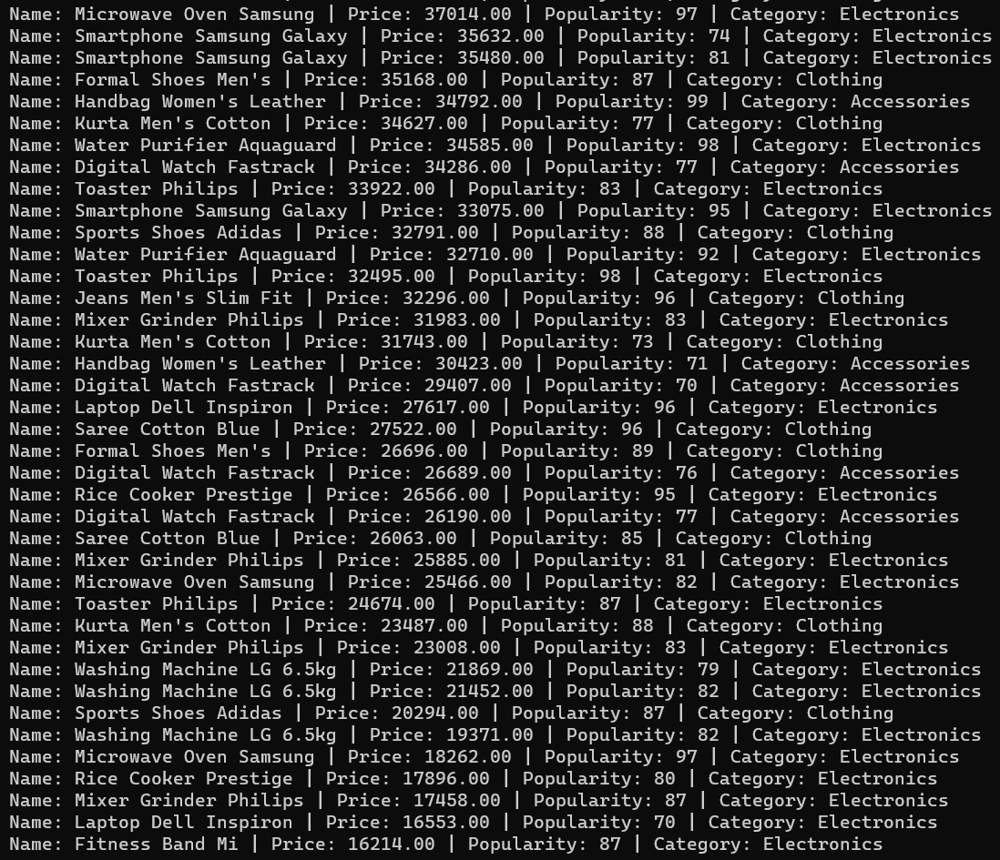 Name: Microwave Oven Samsung | Price: 37014.00 | Popularity: 97 | Category: Electronics
Name: Smartphone Samsung Galaxy | Price: 35632.00 | Popularity: 74 | Category: Electronics
Name: Smartphone Samsung Galaxy | Price: 35480.00 | Popularity: 81 | Category: Electronics
Name: Formal Shoes Men's | Price: 35168.00 | Popularity: 87 | Category: Clothing
Name: Handbag Women's Leather | Price: 34792.00 | Popularity: 99 | Category: Accessories
Name: Kurta Men's Cotton | Price: 34627.00 | Popularity: 77 | Category: Clothing
Name: Water Purifier Aquaguard | Price: 34585.00 | Popularity: 98 | Category: Electronics
Name: Digital Watch Fastrack | Price: 34286.00 | Popularity: 77 | Category: Accessories
Name: Toaster Philips | Price: 33922.00 | Popularity: 83 | Category: Electronics
Name: Smartphone Samsung Galaxy | Price: 33075.00 | Popularity: 95 | Category: Electronics
Name: Sports Shoes Adidas | Price: 32791.00 | Popularity: 88 | Category: Clothing
Name: Water Purifier Aquaguard | Price: 32710.00 | Popularity: 92 | Category: Electronics
Name: Toaster Philips | Price: 32495.00 | Popularity: 98 | Category: Electronics
Name: Jeans Men's Slim Fit | Price: 32296.00 | Popularity: 96 | Category: Clothing
Name: Mixer Grinder Philips | Price: 31983.00 | Popularity: 83 | Category: Electronics
Name: Kurta Men's Cotton | Price: 31743.00 | Popularity: 73 | Category: Clothing
Name: Handbag Women's Leather | Price: 30423.00 | Popularity: 71 | Category: Accessories
Name: Digital Watch Fastrack | Price: 29407.00 | Popularity: 70 | Category: Accessories
Name: Laptop Dell Inspiron | Price: 27617.00 | Popularity: 96 | Category: Electronics
Name: Saree Cotton Blue | Price: 27522.00 | Popularity: 96 | Category: Clothing
Name: Formal Shoes Men's | Price: 26696.00 | Popularity: 89 | Category: Clothing
Name: Digital Watch Fastrack | Price: 26689.00 | Popularity: 76 | Category: Accessories
Name: Rice Cooker Prestige | Price: 26566.00 | Popularity: 95 | Category: Electronics
Name: Digital Watch Fastrack | Price: 26190.00 | Popularity: 77 | Category: Accessories
Name: Saree Cotton Blue | Price: 26063.00 | Popularity: 85 | Category: Clothing
Name: Mixer Grinder Philips | Price: 25885.00 | Popularity: 81 | Category: Electronics
Name: Microwave Oven Samsung | Price: 25466.00 | Popularity: 82 | Category: Electronics
Name: Toaster Philips | Price: 24674.00 | Popularity: 87 | Category: Electronics
Name: Kurta Men's Cotton | Price: 23487.00 | Popularity: 88 | Category: Clothing
Name: Mixer Grinder Philips | Price: 23008.00 | Popularity: 83 | Category: Electronics
Name: Washing Machine LG 6.5kg | Price: 21869.00 | Popularity: 79 | Category: Electronics
Name: Washing Machine LG 6.5kg | Price: 21452.00 | Popularity: 82 | Category: Electronics
Name: Sports Shoes Adidas | Price: 20294.00 | Popularity: 87 | Category: Clothing
Name: Washing Machine LG 6.5kg | Price: 19371.00 | Popularity: 82 | Category: Electronics
Name: Microwave Oven Samsung | Price: 18262.00 | Popularity: 97 | Category: Electronics
Name: Rice Cooker Prestige | Price: 17896.00 | Popularity: 80 | Category: Electronics
Name: Mixer Grinder Philips | Price: 17458.00 | Popularity: 87 | Category: Electronics
Name: Laptop Dell Inspiron | Price: 16553.00 | Popularity: 70 | Category: Electronics
Name: Fitness Band Mi | Price: 16214.00 | Popularity: 87 | Category: Electronics